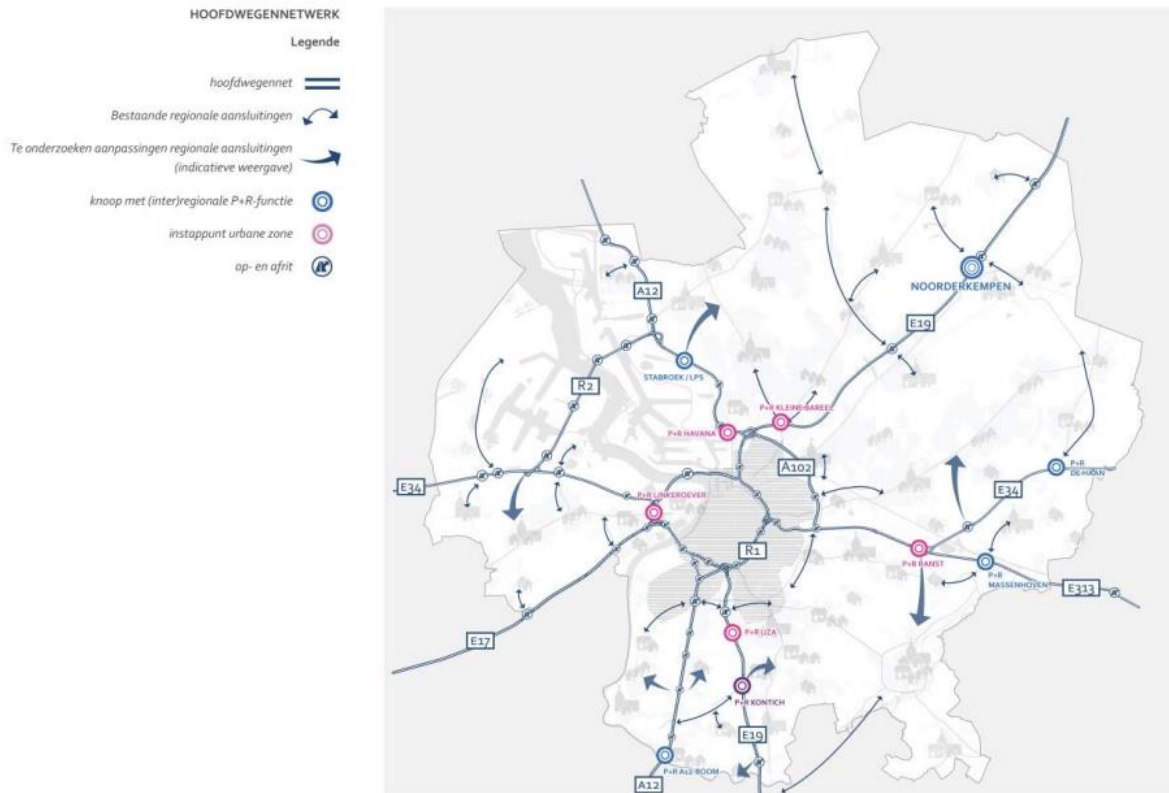 HOOFDWEGENNETWERK
Legende
hoofdwegennet
Bestaande regionale aansluitingen
Te onderzoeken aanpassingen regionale aansluitingen
(indicatieve weergave)
knoop met (inter)regionale P+R-functie
instappunt urbane zone
op- en afrit
A12
NOORDERKEMPEN
E19
STABROEK / LPS
R2
P+R KLEINE-BAREEL
P+R HAVANA
A102
P+R
DE HAAN
E34
E34
P+R LINKEROEVER
R1
P+R RANST
P+R
MASSENHOVEN
E313
E17
P+R UZA
P+R KONTICH
E19
P+R A12-BOOM
A12